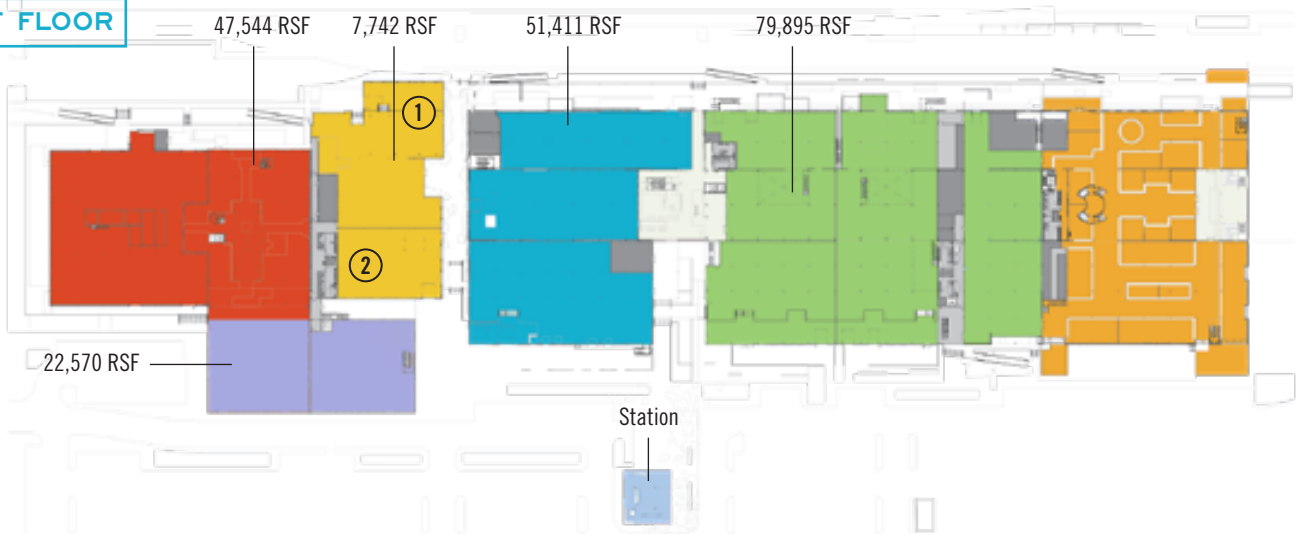 FLOOR
47,544 RSF
7,742 RSF
51,411 RSF
79,895 RSF
1
2
22,570 RSF
Station